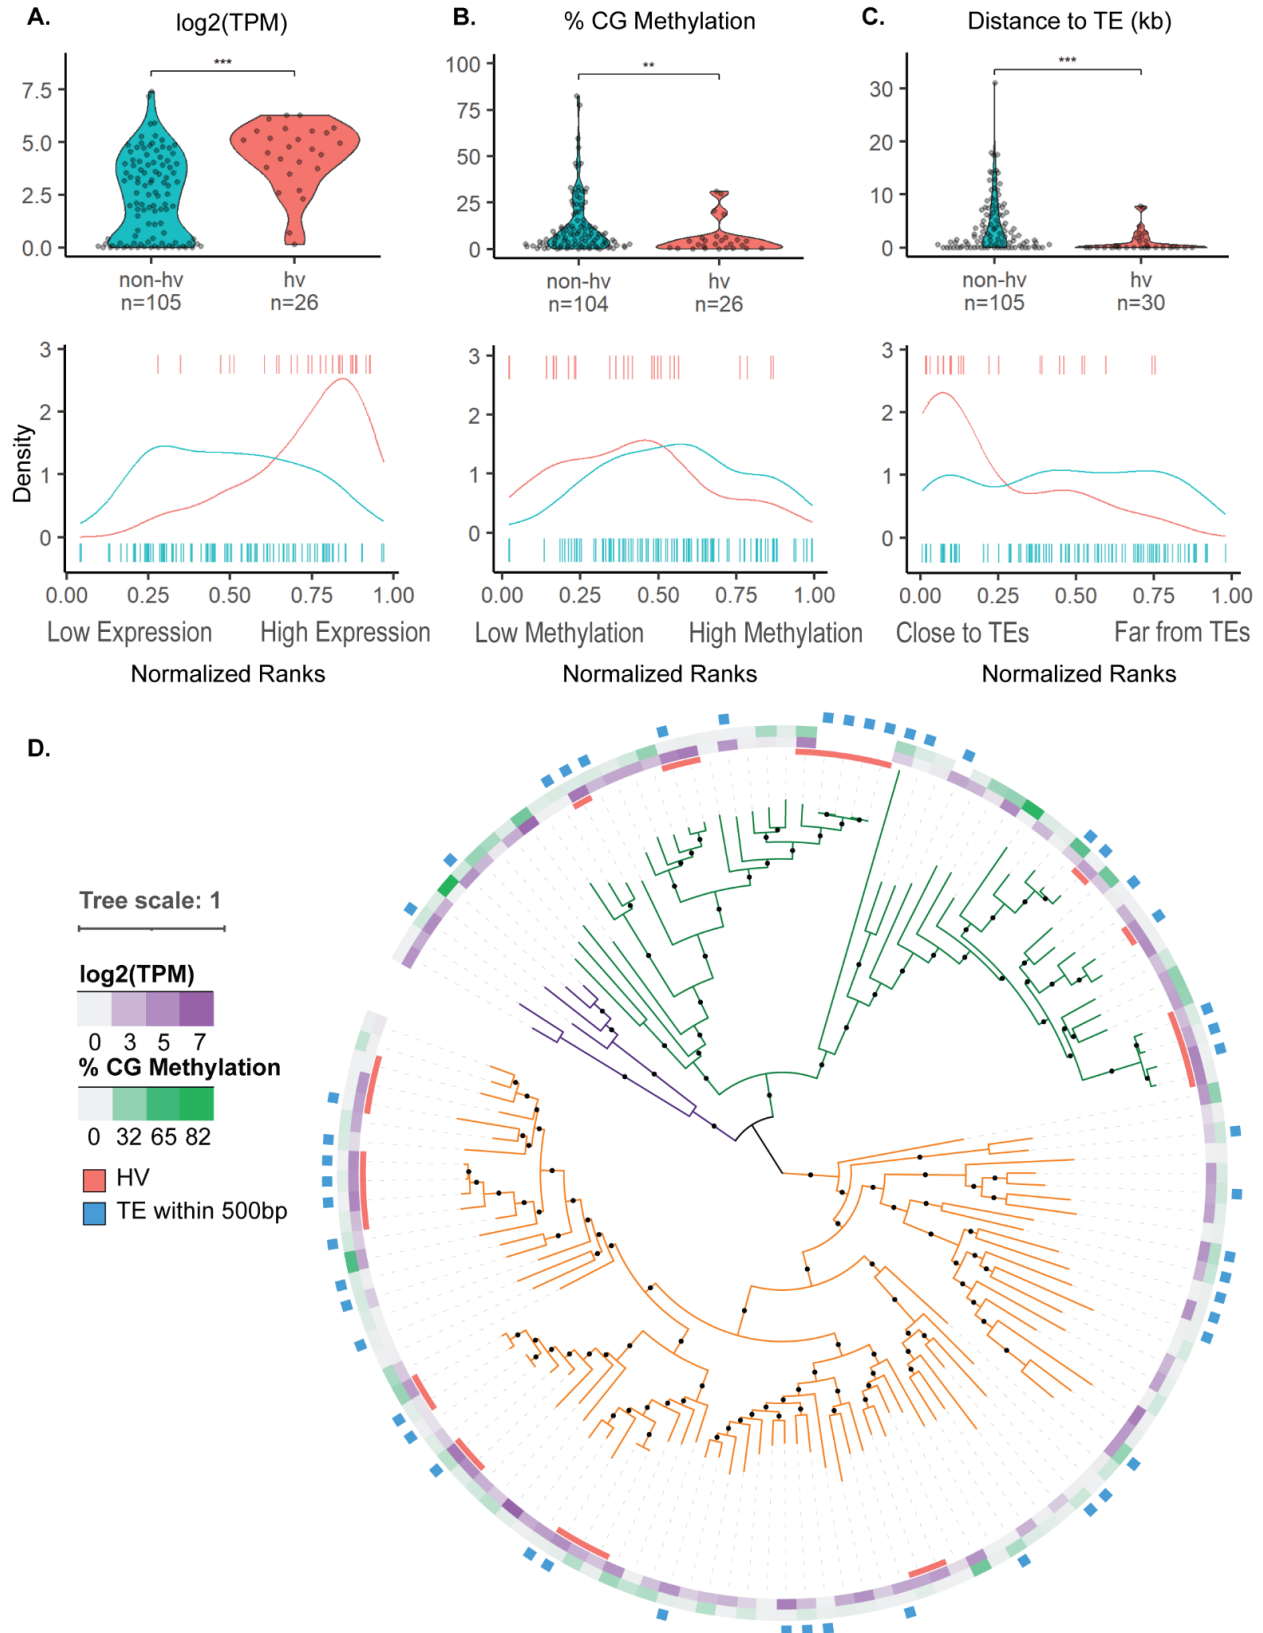 A.
log2(TPM)
***
7.5
5.0
2.5
0.0
non-hv
n=105
hv
n=26
B.
% CG Methylation
**
100
75
50
25
0
non-hv
n=104
hv
n=26
C.
Distance to TE (kb)
***
30
20
10
0
non-hv
n=105
hv
n=30
Density
3
2
1
0
0.00 0.25 0.50 0.75 1.00
Low Expression High Expression
Normalized Ranks
3
2
1
0
0.00 0.25 0.50 0.75 1.00
Low Methylation High Methylation
Normalized Ranks
3
2
1
0
0.00 0.25 0.50 0.75 1.00
Close to TEs Far from TEs
Normalized Ranks
D.
Tree scale: 1
log2(TPM)
0 3 5 7
% CG Methylation
0 32 65 82
HV
TE within 500bp